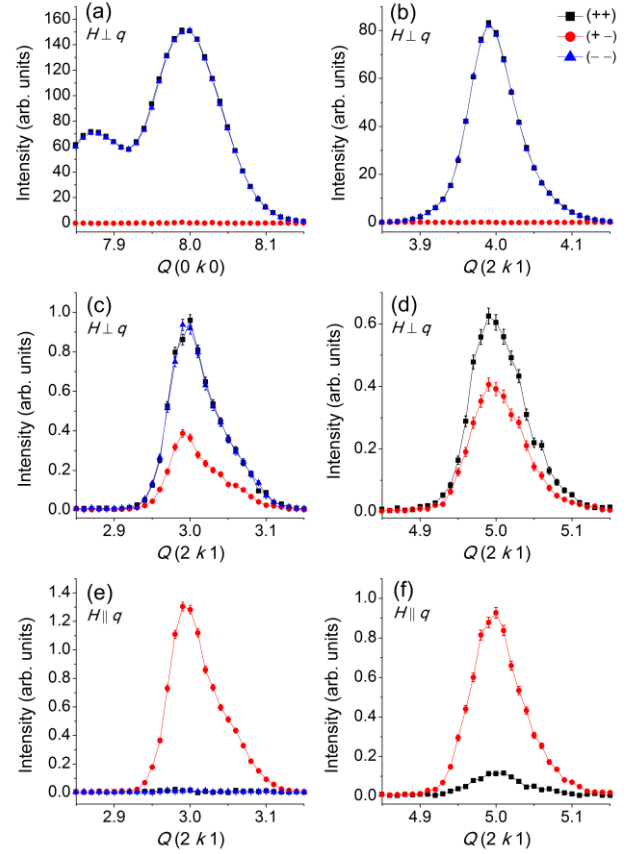 (a)
H⊥q
Intensity (arb. units)
160
140
120
100
80
60
40
20
0
7.9 8.0 8.1
Q(0 k 0)
(b)
H⊥q
(++)
(+−)
(− −)
Intensity (arb. units)
80
60
40
20
0
3.9 4.0 4.1
Q(2 k 1)
(c)
H⊥q
Intensity (arb. units)
1.0
0.8
0.6
0.4
0.2
0.0
2.9 3.0 3.1
Q(2 k 1)
(d)
H⊥q
Intensity (arb. units)
0.6
0.4
0.2
0.0
4.9 5.0 5.1
Q(2 k 1)
(e)
H∥q
Intensity (arb. units)
1.4
1.2
1.0
0.8
0.6
0.4
0.2
0.0
2.9 3.0 3.1
Q(2 k 1)
(f)
H∥q
Intensity (arb. units)
1.0
0.8
0.6
0.4
0.2
0.0
4.9 5.0 5.1
Q(2 k 1)